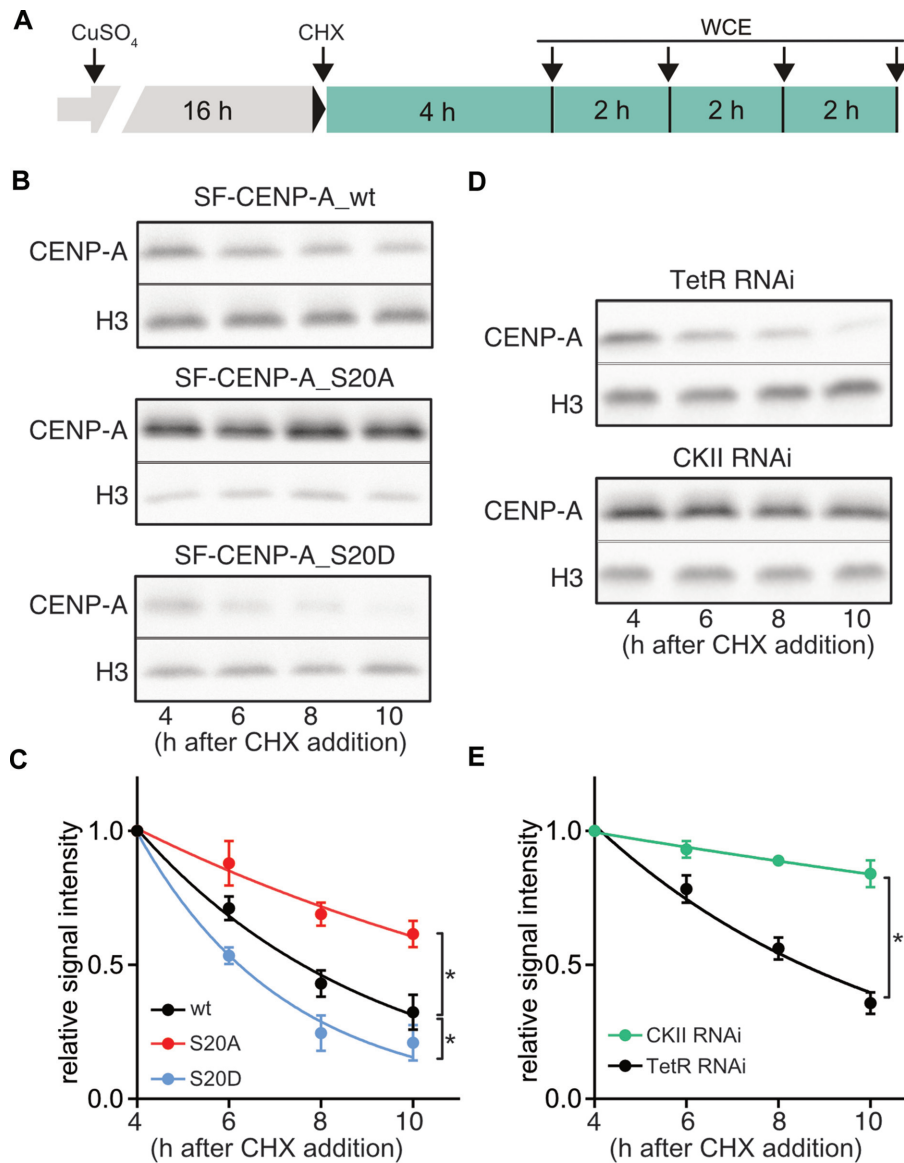 A
CuSO4
CHX
WCE
16 h
4 h
2 h
2 h
2 h
B
SF-CENP-A_wt
CENP-A
H3
SF-CENP-A_S20A
CENP-A
H3
SF-CENP-A_S20D
CENP-A
H3
4 6 8 10
(h after CHX addition)
D
TetR RNAi
CENP-A
H3
CKII RNAi
CENP-A
H3
4 6 8 10
(h after CHX addition)
C
relative signal intensity
1.0
0.5
0.0
wt
S20A
S20D
*
*
4 6 8 10
(h after CHX addition)
E
relative signal intensity
1.0
0.5
0.0
CKII RNAi
TetR RNAi
*
4 6 8 10
(h after CHX addition)